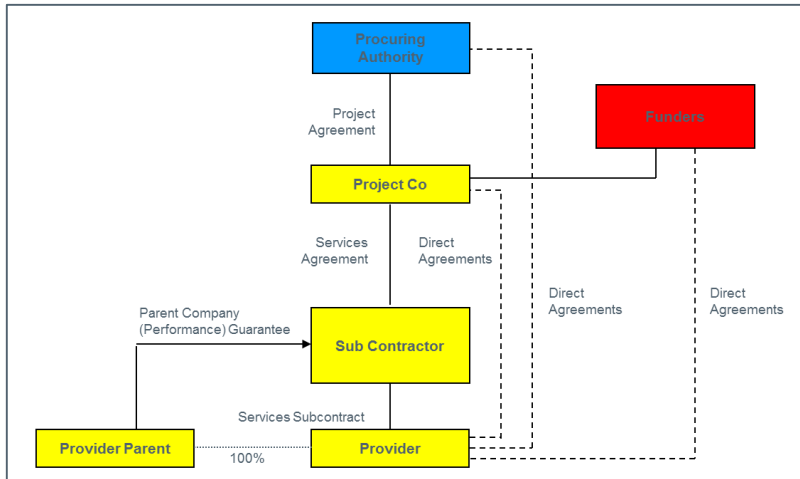 Procuring
Authority
Project
Agreement
Funders
Project Co
Services
Agreement
Direct
Agreements
Direct
Agreements
Direct
Agreements
Parent Company
(Performance) Guarantee
Sub Contractor
Services Subcontract
Provider Parent
100%
Provider